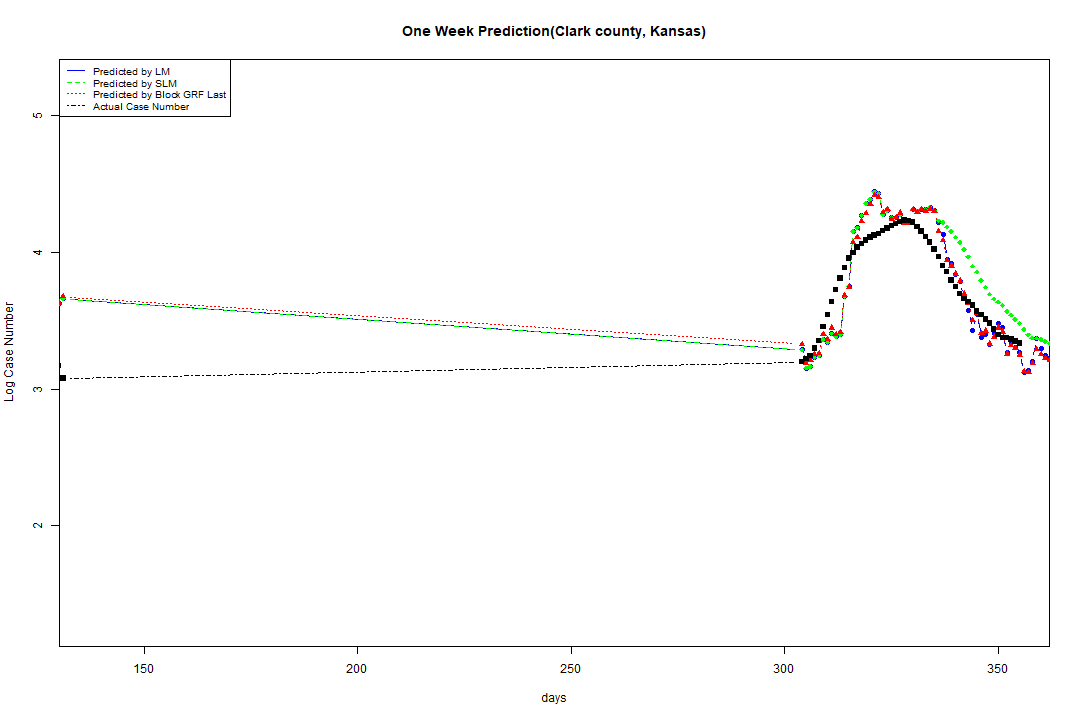 One Week Prediction(Clark county, Kansas)
Predicted by LM
Predicted by SLM
Predicted by Block GRF Last
Actual Case Number
5
4
3
2
Log Case Number
150
200
250
300
350
days